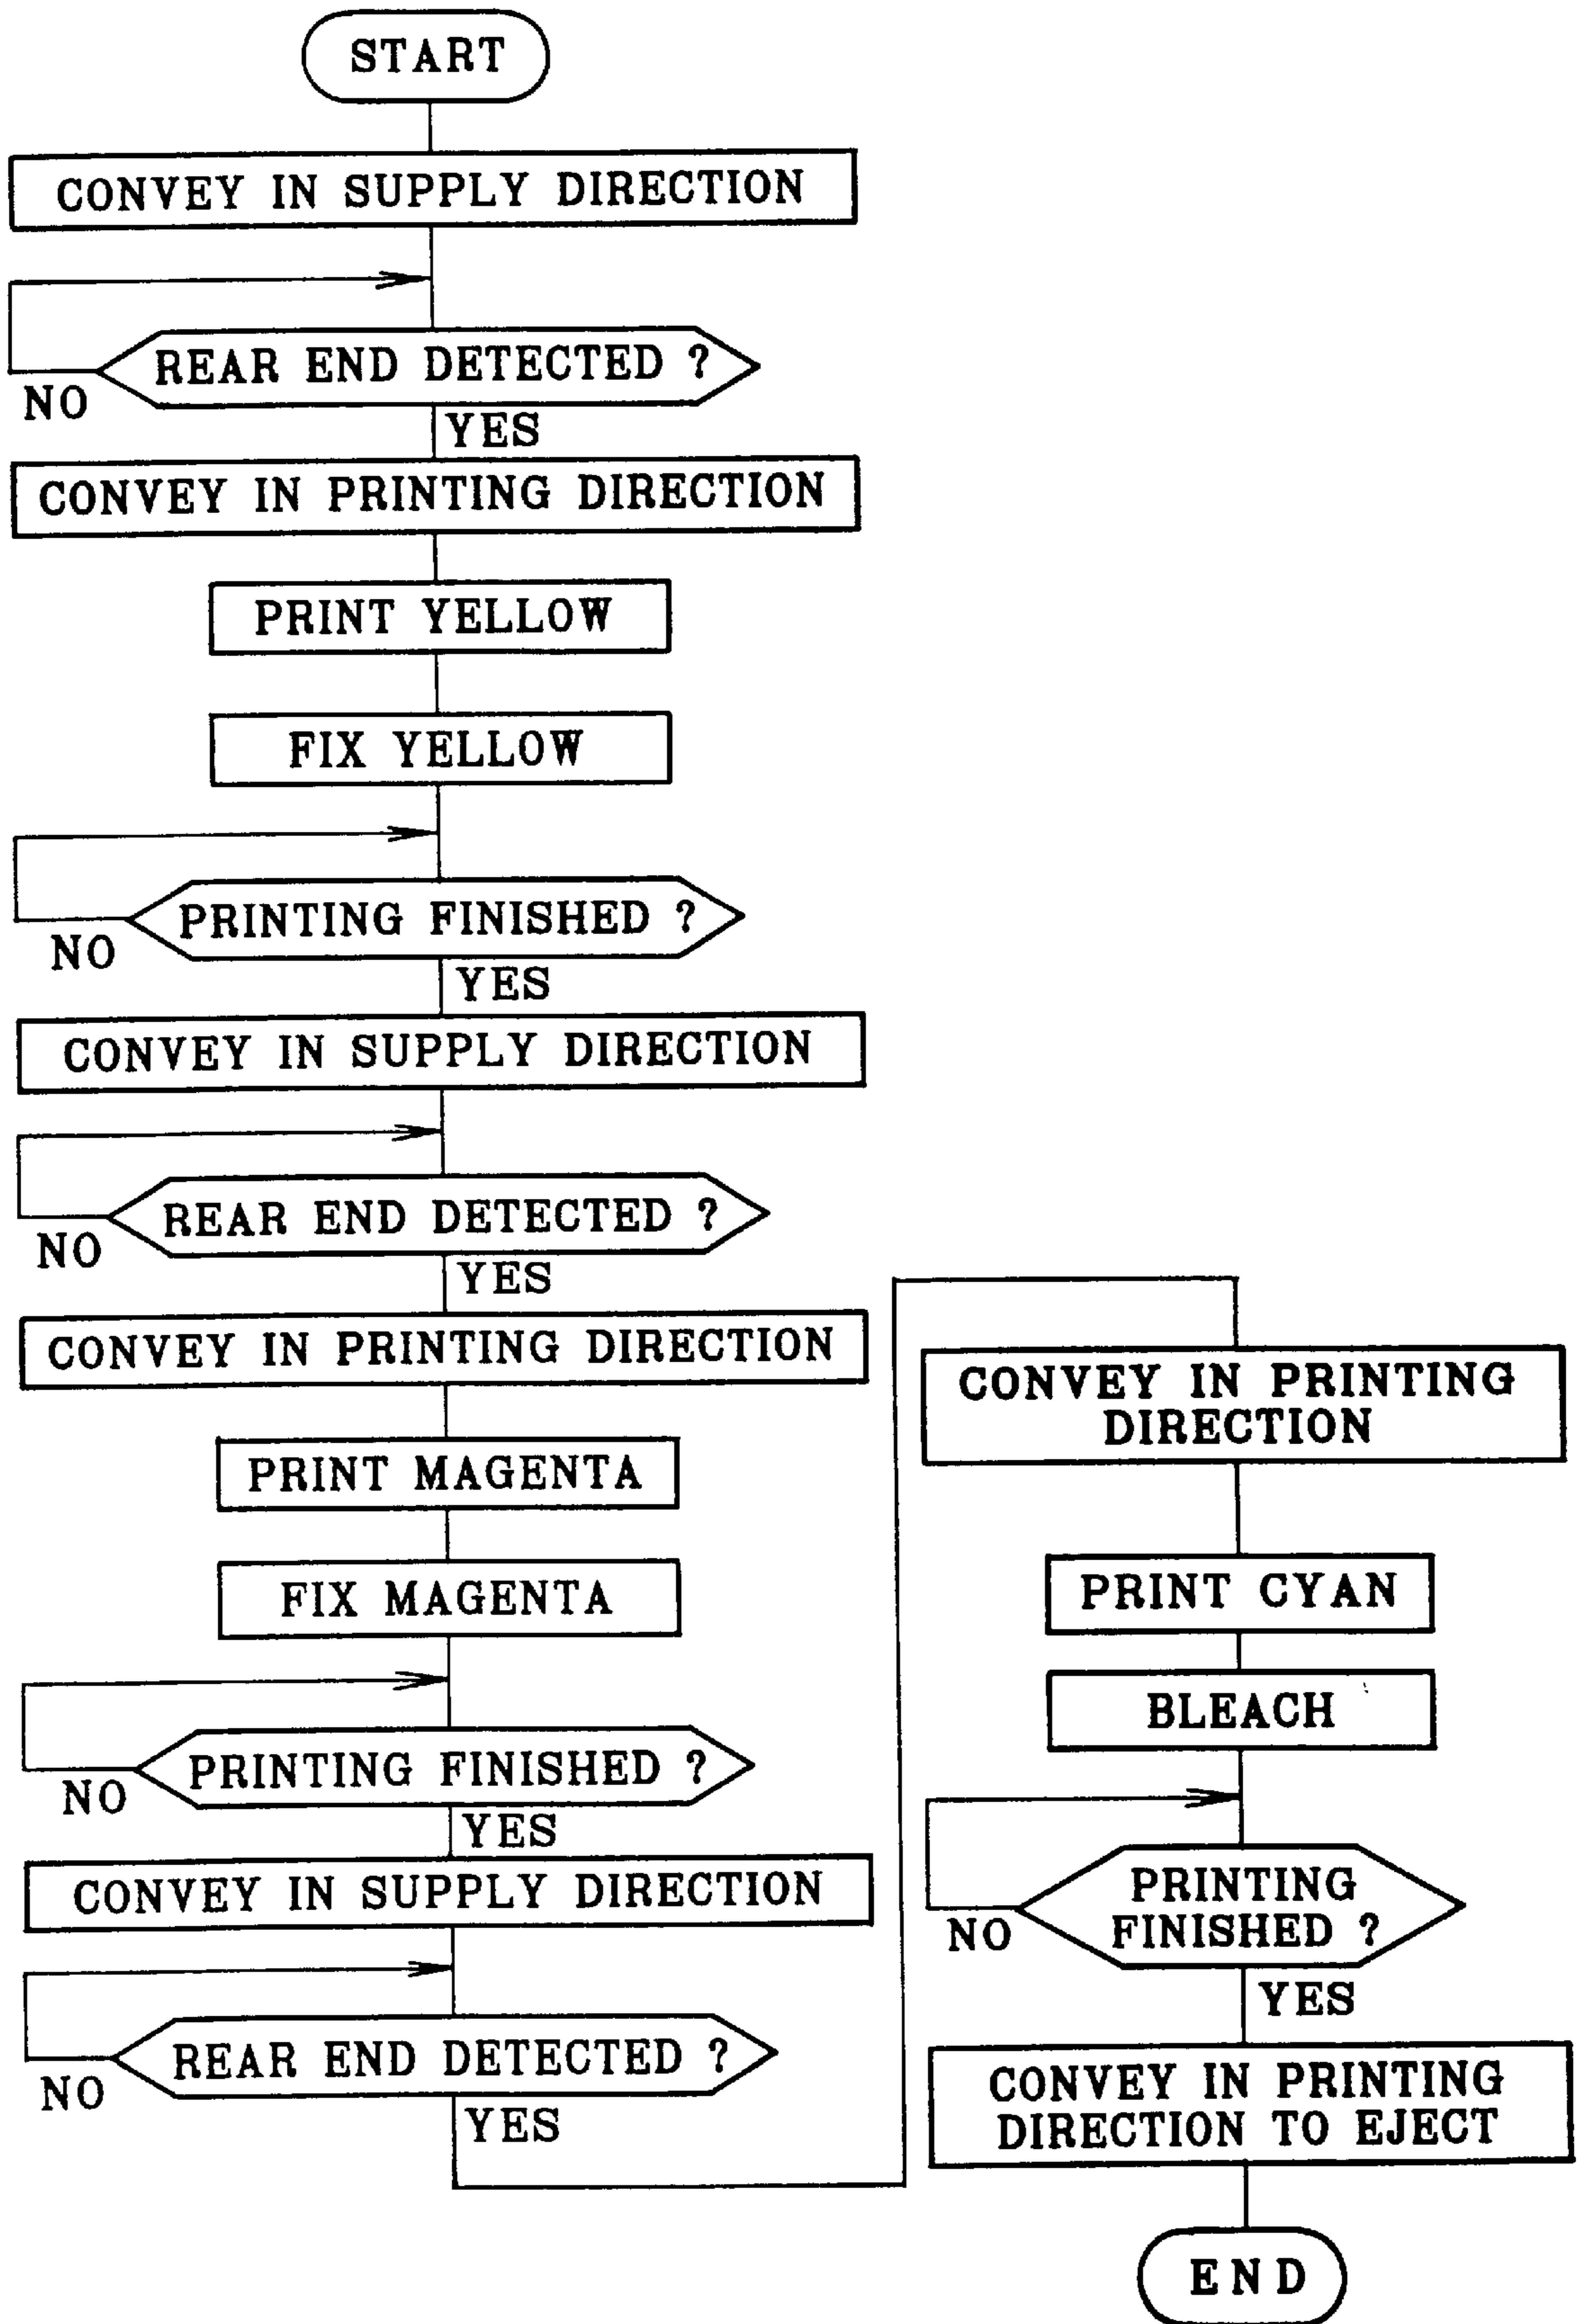 START
CONVEY IN SUPPLY DIRECTION
REAR END DETECTED ?
NO
YES
CONVEY IN PRINTING DIRECTION
PRINT YELLOW
FIX YELLOW
PRINTING FINISHED ?
NO
YES
CONVEY IN SUPPLY DIRECTION
REAR END DETECTED ?
NO
YES
CONVEY IN PRINTING DIRECTION
PRINT MAGENTA
FIX MAGENTA
PRINTING FINISHED ?
NO
YES
CONVEY IN SUPPLY DIRECTION
REAR END DETECTED ?
NO
YES
CONVEY IN PRINTING
DIRECTION
PRINT CYAN
BLEACH
PRINTING
FINISHED ?
NO
YES
CONVEY IN PRINTING
DIRECTION TO EJECT
END